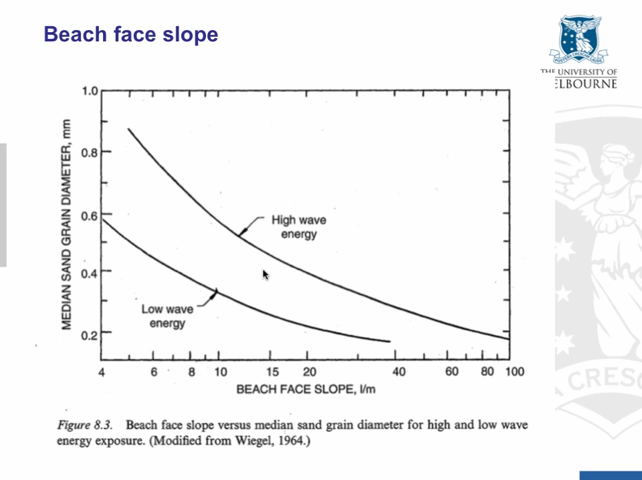 Beach face slope
THE UNIVERSITY OF
ELBOURNE
1.0
0.8
0.6
0.4
0.2
MEDIAN SAND GRAIN DIAMETER, mm
High wave
energy
Low wave
energy
4 6 8 10 15 20 40 60 80 100
BEACH FACE SLOPE, l/m
Figure 8.3. Beach face slope versus median sand grain diameter for high and low wave
energy exposure. (Modified from Wiegel, 1964.)
CRESC